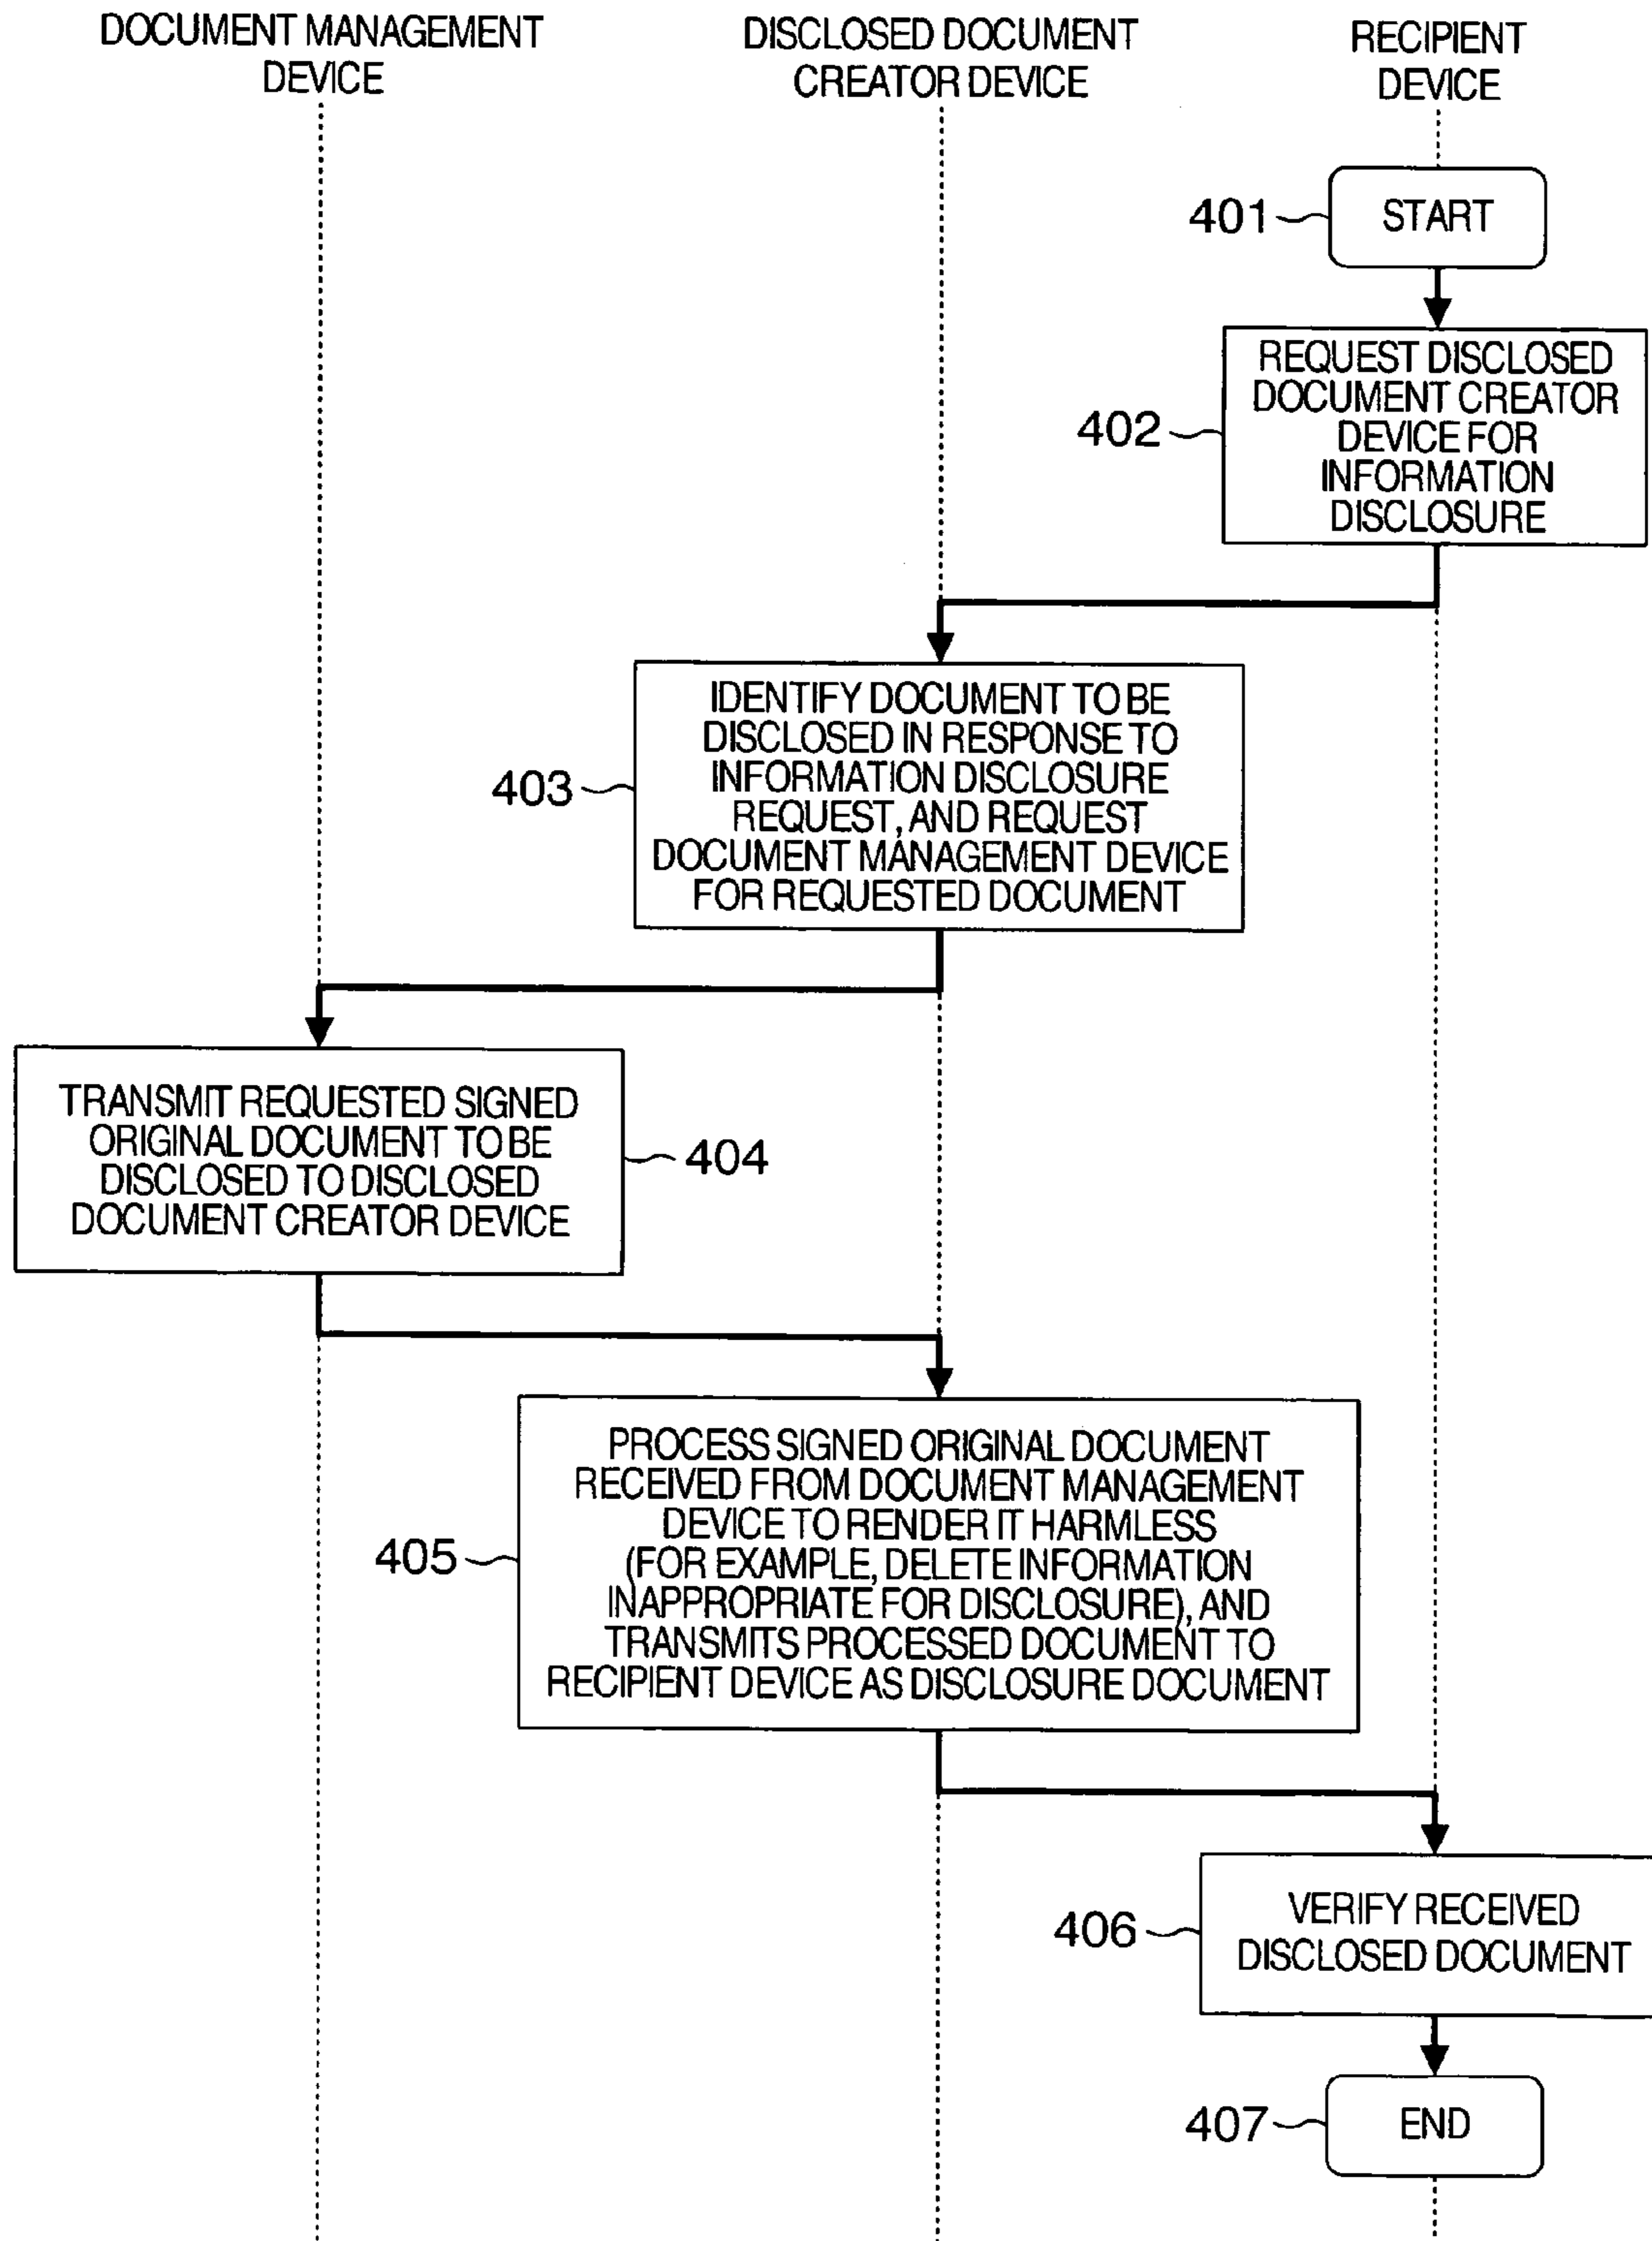 DOCUMENT MANAGEMENT
DEVICE
DISCLOSED DOCUMENT
CREATOR DEVICE
RECIPIENT
DEVICE
401
START
402
REQUEST DISCLOSED
DOCUMENT CREATOR
DEVICE FOR
INFORMATION
DISCLOSURE
403
IDENTIFY DOCUMENT TO BE
DISCLOSED IN RESPONSE TO
INFORMATION DISCLOSURE
REQUEST, AND REQUEST
DOCUMENT MANAGEMENT DEVICE
FOR REQUESTED DOCUMENT
TRANSMIT REQUESTED SIGNED
ORIGINAL DOCUMENT TO BE
DISCLOSED TO DISCLOSED
DOCUMENT CREATOR DEVICE
404
405
PROCESS SIGNED ORIGINAL DOCUMENT
RECEIVED FROM DOCUMENT MANAGEMENT
DEVICE TO RENDER IT HARMLESS
(FOR EXAMPLE, DELETE INFORMATION
INAPPROPRIATE FOR DISCLOSURE), AND
TRANSMITS PROCESSED DOCUMENT TO
RECIPIENT DEVICE AS DISCLOSURE DOCUMENT
406
VERIFY RECEIVED
DISCLOSED DOCUMENT
407
END